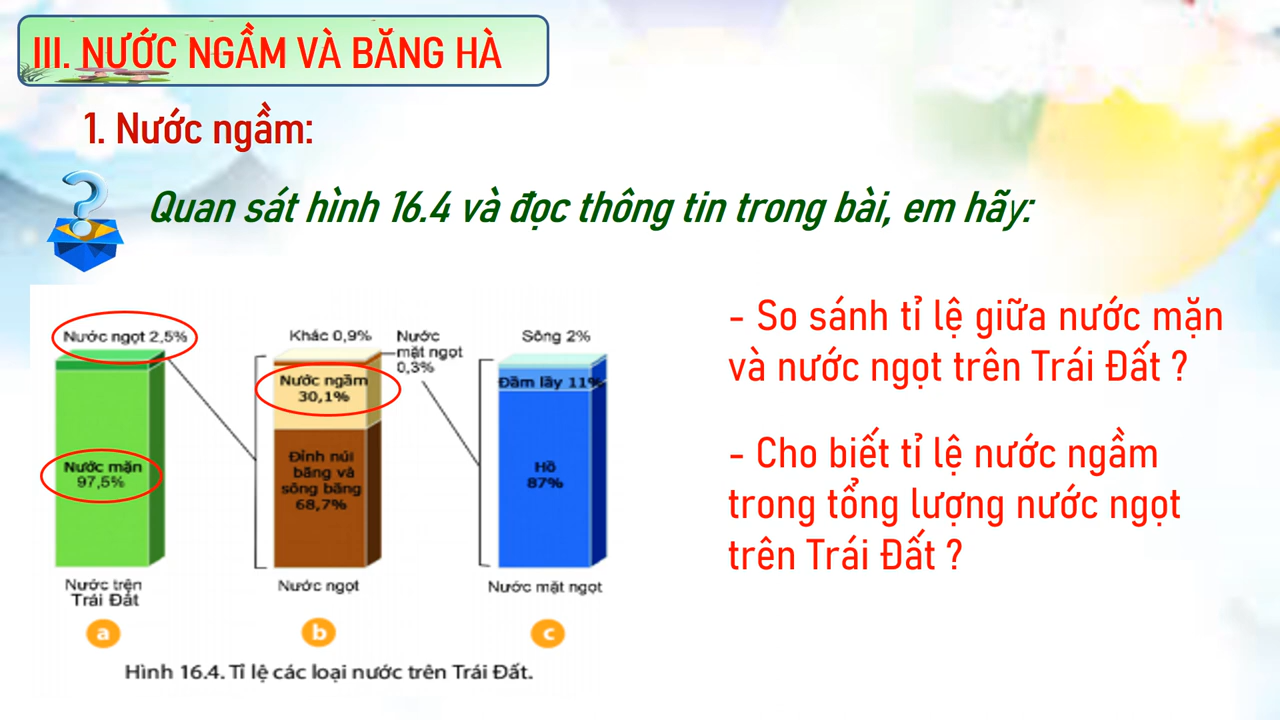 III. NƯỚC NGẦM VÀ BĂNG HÀ
1. Nước ngầm:
Quan sát hình 16.4 và đọc thông tin trong bài, em hãy:
Nước ngọt 2,5%
Nước mặn
97,5%
Nước trên
Trái Đất
a
Khác 0,9%
Nước
mặt ngọt
0,3%
Nước ngầm
30,1%
Đỉnh núi
băng và
sông băng
68,7%
Nước ngọt
b
Sông 2%
Đầm lầy 11%
Hồ
87%
Nước mặt ngọt
c
Hình 16.4. Tỉ lệ các loại nước trên Trái Đất.
- So sánh tỉ lệ giữa nước mặn
và nước ngọt trên Trái Đất ?
- Cho biết tỉ lệ nước ngầm
trong tổng lượng nước ngọt
trên Trái Đất ?